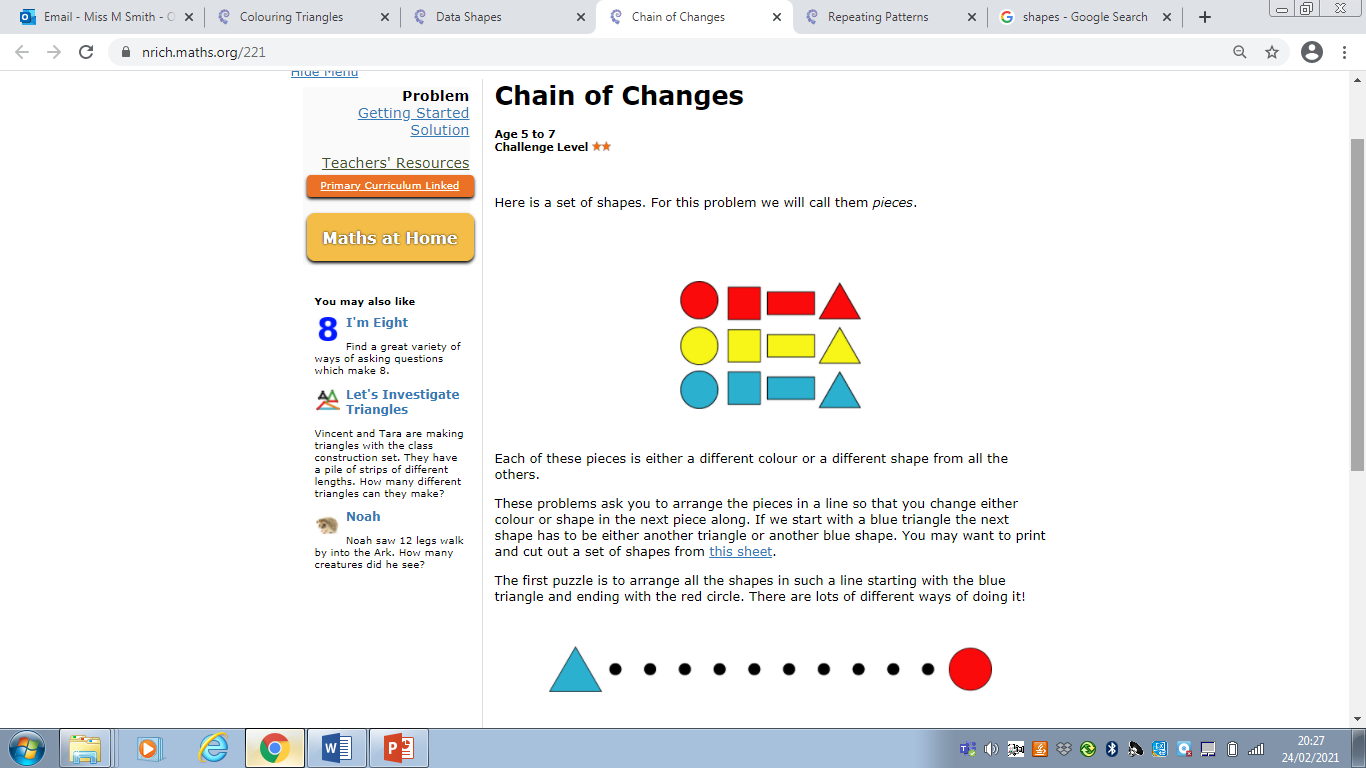 Email - Miss M Smith - O
Colouring Triangles
Data Shapes
Chain of Changes
Repeating Patterns
shapes - Google Search
nrich.maths.org/221
Hide Menu
Problem
Getting Started
Solution
Teachers' Resources
Primary Curriculum Linked
Maths at Home
You may also like
8
I'm Eight
Find a great variety of
ways of asking questions
which make 8.
Let's Investigate
Triangles
Vincent and Tara are making
triangles with the class
construction set. They have
a pile of strips of different
lengths. How many different
triangles can they make?
Noah
Noah saw 12 legs walk
by into the Ark. How many
creatures did he see?
Chain of Changes
Age 5 to 7
Challenge Level
Here is a set of shapes. For this problem we will call them pieces.
Each of these pieces is either a different colour or a different shape from all the
others.
These problems ask you to arrange the pieces in a line so that you change either
colour or shape in the next piece along. If we start with a blue triangle the next
shape has to be either another triangle or another blue shape. You may want to print
and cut out a set of shapes from this sheet.
The first puzzle is to arrange all the shapes in such a line starting with the blue
triangle and ending with the red circle. There are lots of different ways of doing it!
20:27
24/02/2021